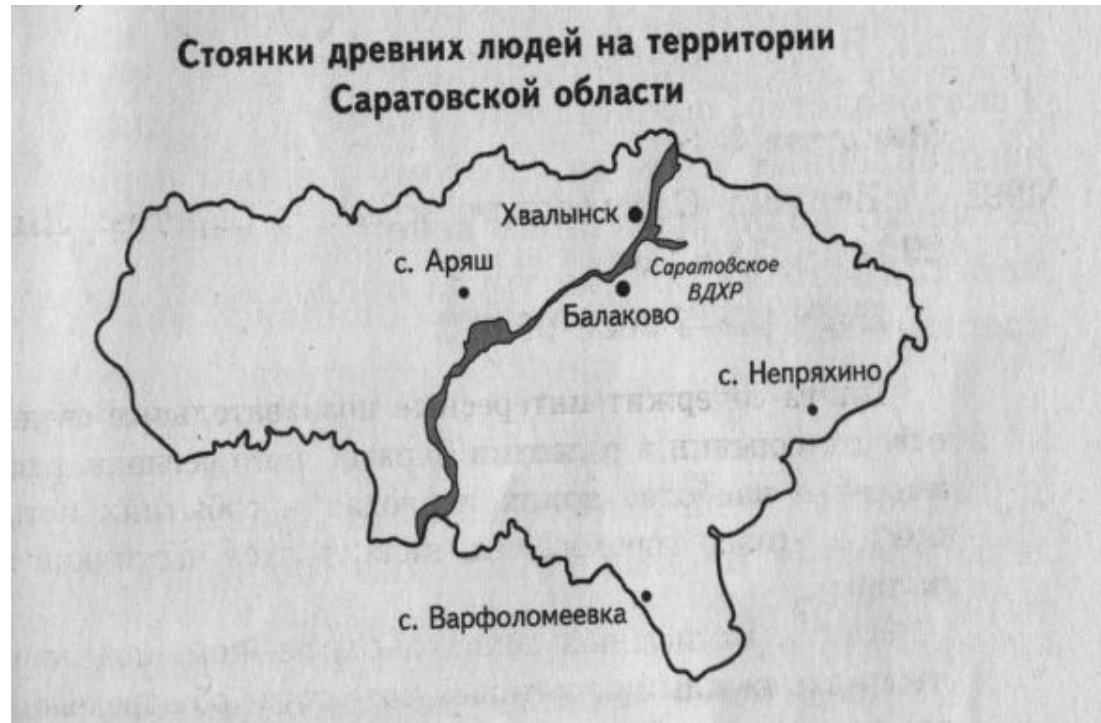 Стоянки древних людей на территории
Саратовской области
Хвалынск
с. Аряш
Саратовское
ВДХР
Балаково
с. Непряхино
с. Варфоломеевка